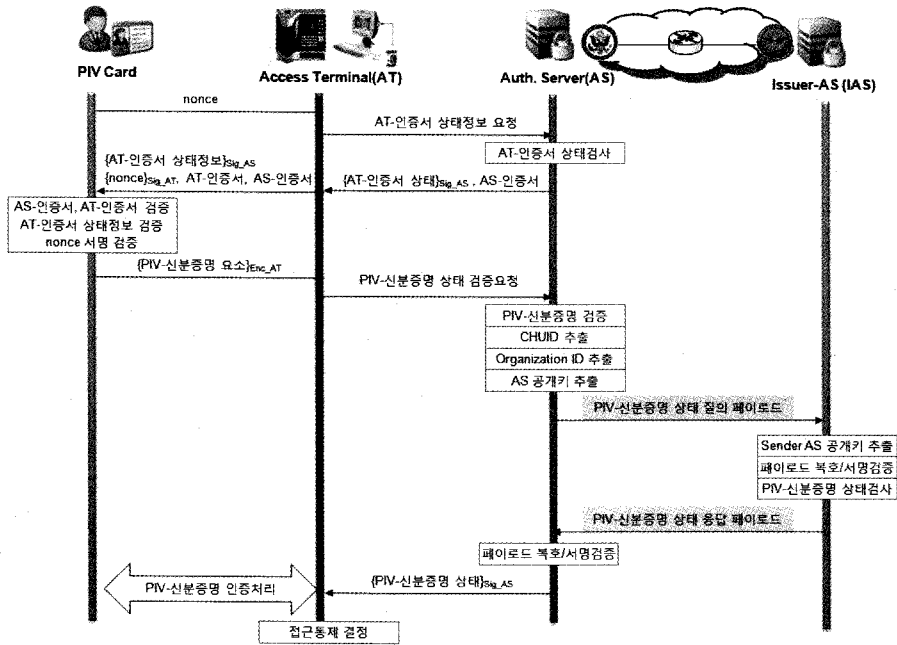 PIV Card
Access Terminal(AT)
Auth. Server(AS)
Issuer-AS (IAS)
nonce
AT-인증서 상태정보 요청
AT-인증서 상태검사
{AT-인증서 상태정보}Sig_AS
{nonce}Sig_AT, AT-인증서, AS-인증서
{AT-인증서 상태}Sig_AS , AS-인증서
AS-인증서, AT-인증서 검증
AT-인증서 상태정보 검증
nonce 서명 검증
{PIV-신분증명 요소}Enc_AT
PIV-신분증명 상태 검증요청
PIV-신분증명 검증
CHUID 추출
Organization ID 추출
AS 공개키 추출
PIV-신분증명 상태 질의 페이로드
Sender AS 공개키 추출
페이로드 복호/서명검증
PIV-신분증명 상태검사
PIV-신분증명 상태 응답 페이로드
페이로드 복호/서명검증
{PIV-신분증명 상태}Sig_AS
PIV-신분증명 인증처리
접근통제 결정